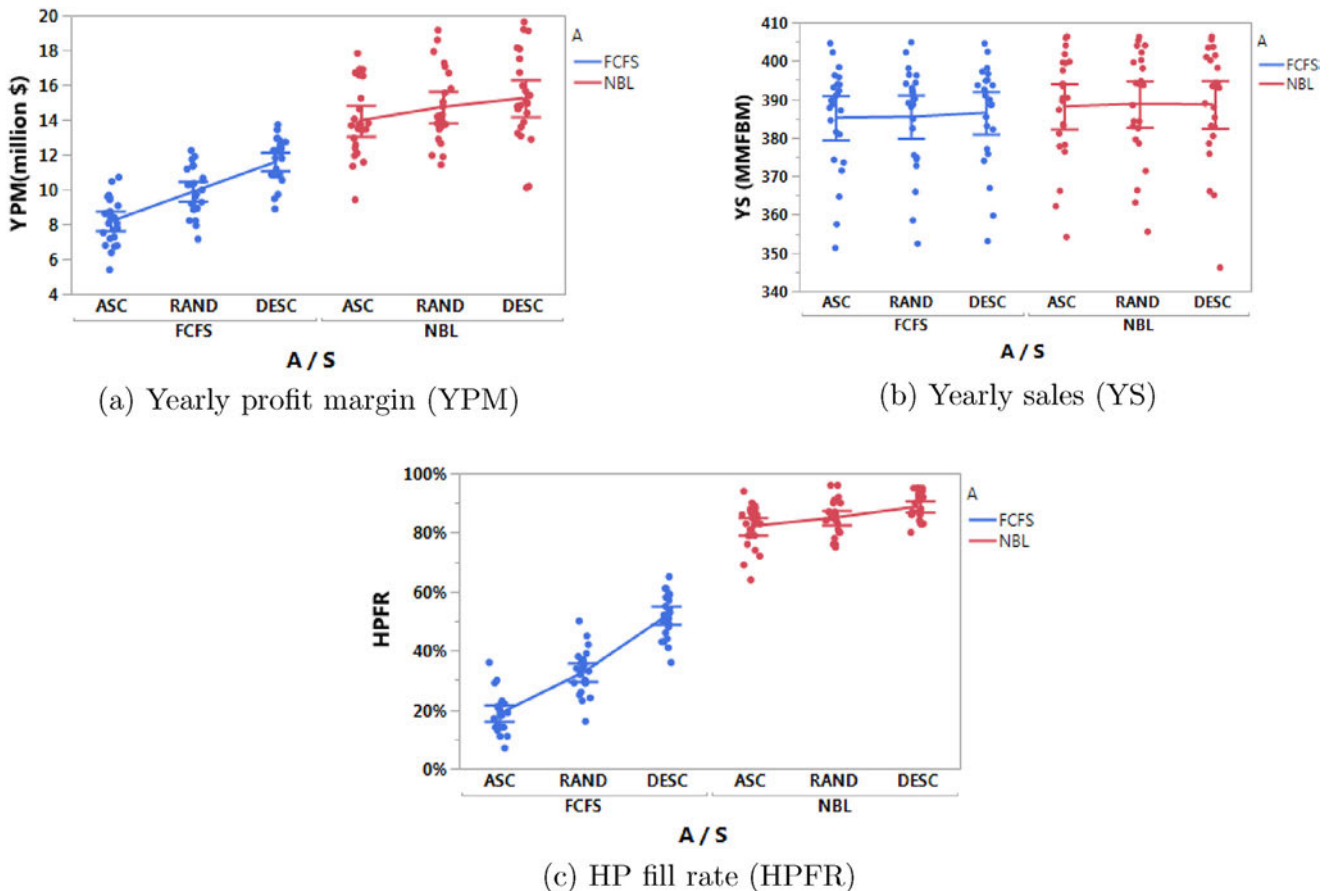 20
18
16
14
12
10
8
6
4
YPM(million $)
ASC RAND DESC ASC RAND DESC
FCFS NBL
A / S
A
FCFS
NBL
(a) Yearly profit margin (YPM)
410
400
390
380
370
360
350
340
YS (MMFBM)
ASC RAND DESC ASC RAND DESC
FCFS NBL
A / S
A
FCFS
NBL
(b) Yearly sales (YS)
100%
80%
60%
40%
20%
0%
HPFR
ASC RAND DESC ASC RAND DESC
FCFS NBL
A / S
A
FCFS
NBL
(c) HP fill rate (HPFR)